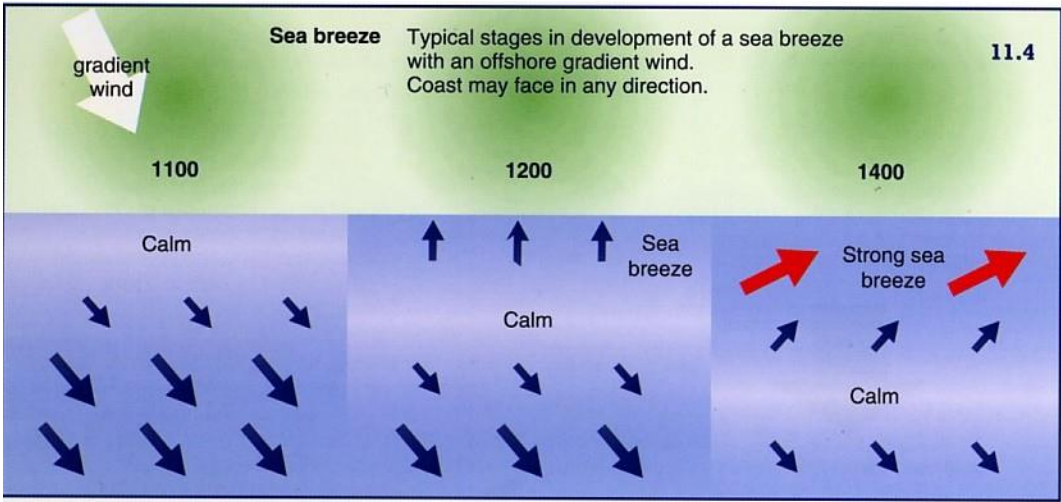 Sea breeze Typical stages in development of a sea breeze
with an offshore gradient wind.
Coast may face in any direction.
11.4
gradient
wind
1100
1200
1400
Calm
Sea
breeze
Calm
Strong sea
breeze
Calm